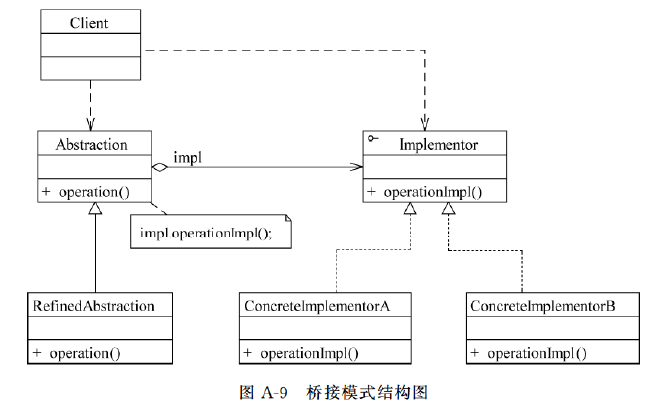 Client
Abstraction
impl
Implementor
+ operation()
+ operationImpl()
impl.operationImpl();
RefinedAbstraction
ConcreteImplementorA
ConcreteImplementorB
+ operation()
+ operationImpl()
+ operationImpl()
图 A-9 桥接模式结构图